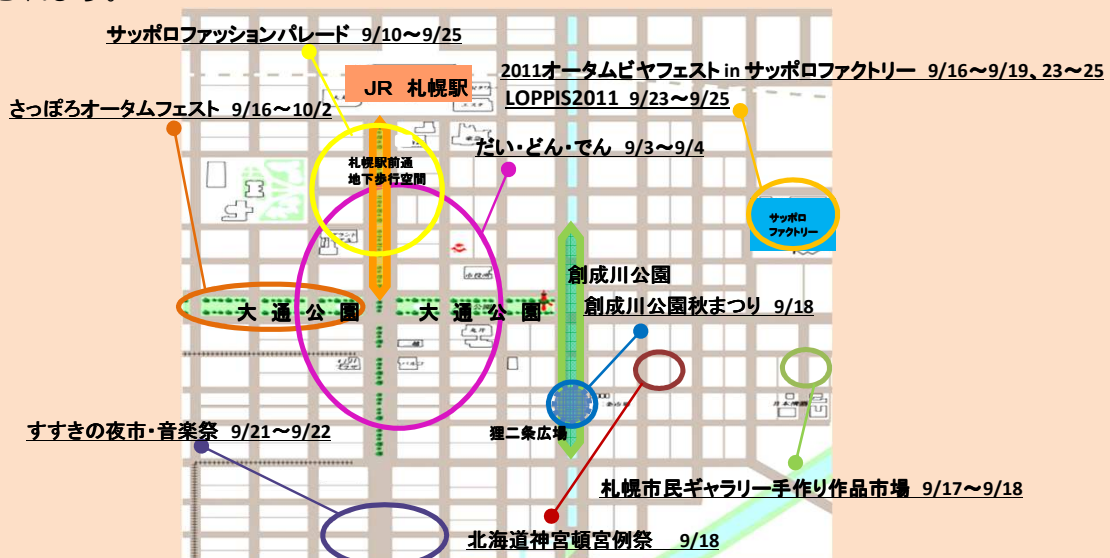 サッポロファッションパレード 9/10～9/25
JR 札幌駅
2011オータムビヤフェスト in サッポロファクトリー 9/16～9/19、23～25
LOPPIS2011 9/23～9/25
さっぽろオータムフェスト 9/16～10/2
だい・どん・でん 9/3～9/4
札幌駅前通
地下歩行空間
サッポロ
ファクトリー
創成川公園
大 通 公 園
大 通 公 園
創成川公園秋まつり 9/18
すすきの夜市・音楽祭 9/21～9/22
狸二条広場
札幌市民ギャラリー手作り作品市場 9/17～9/18
北海道神宮頓宮例祭 9/18